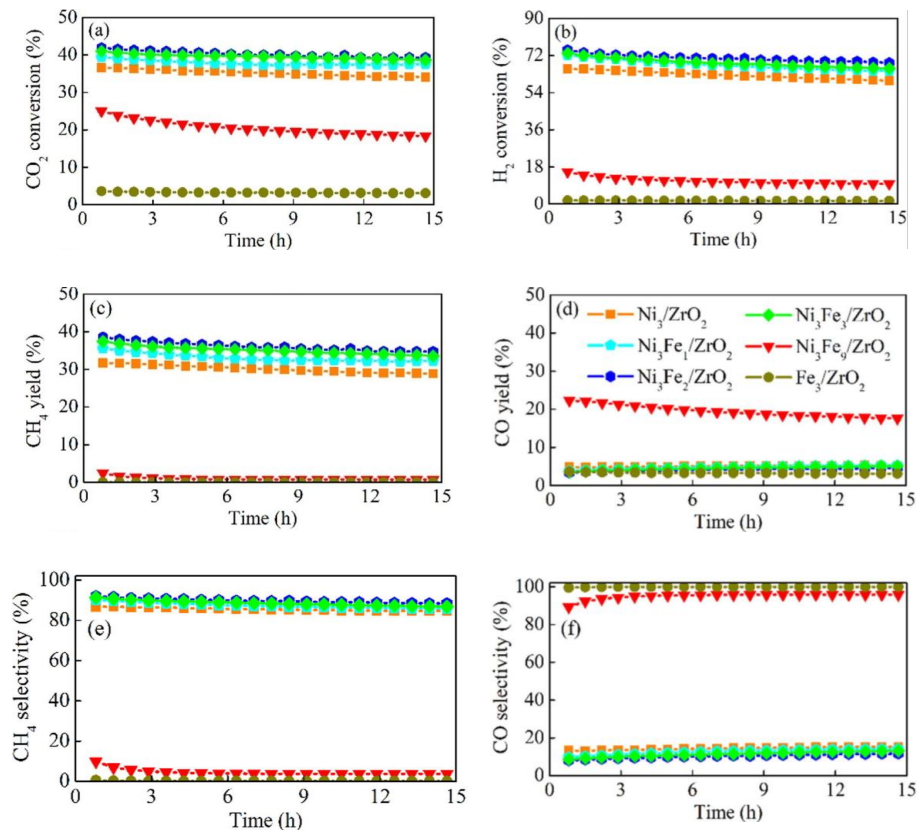 (a)
CO2 conversion (%)
50
40
30
20
10
0
0 3 6 9 12 15
Time (h)
(b)
H2 conversion (%)
90
72
54
36
18
0
0 3 6 9 12 15
Time (h)
(c)
CH4 yield (%)
50
40
30
20
10
0
0 3 6 9 12 15
Time (h)
(d)
CO yield (%)
50
40
30
20
10
0
Ni3/ZrO2 Ni3Fe3/ZrO2
Ni3Fe1/ZrO2 Ni3Fe9/ZrO2
Ni3Fe2/ZrO2 Fe3/ZrO2
0 3 6 9 12 15
Time (h)
(e)
CH4 selectivity (%)
100
80
60
40
20
0
0 3 6 9 12 15
Time (h)
(f)
CO selectivity (%)
100
80
60
40
20
0
0 3 6 9 12 15
Time (h)